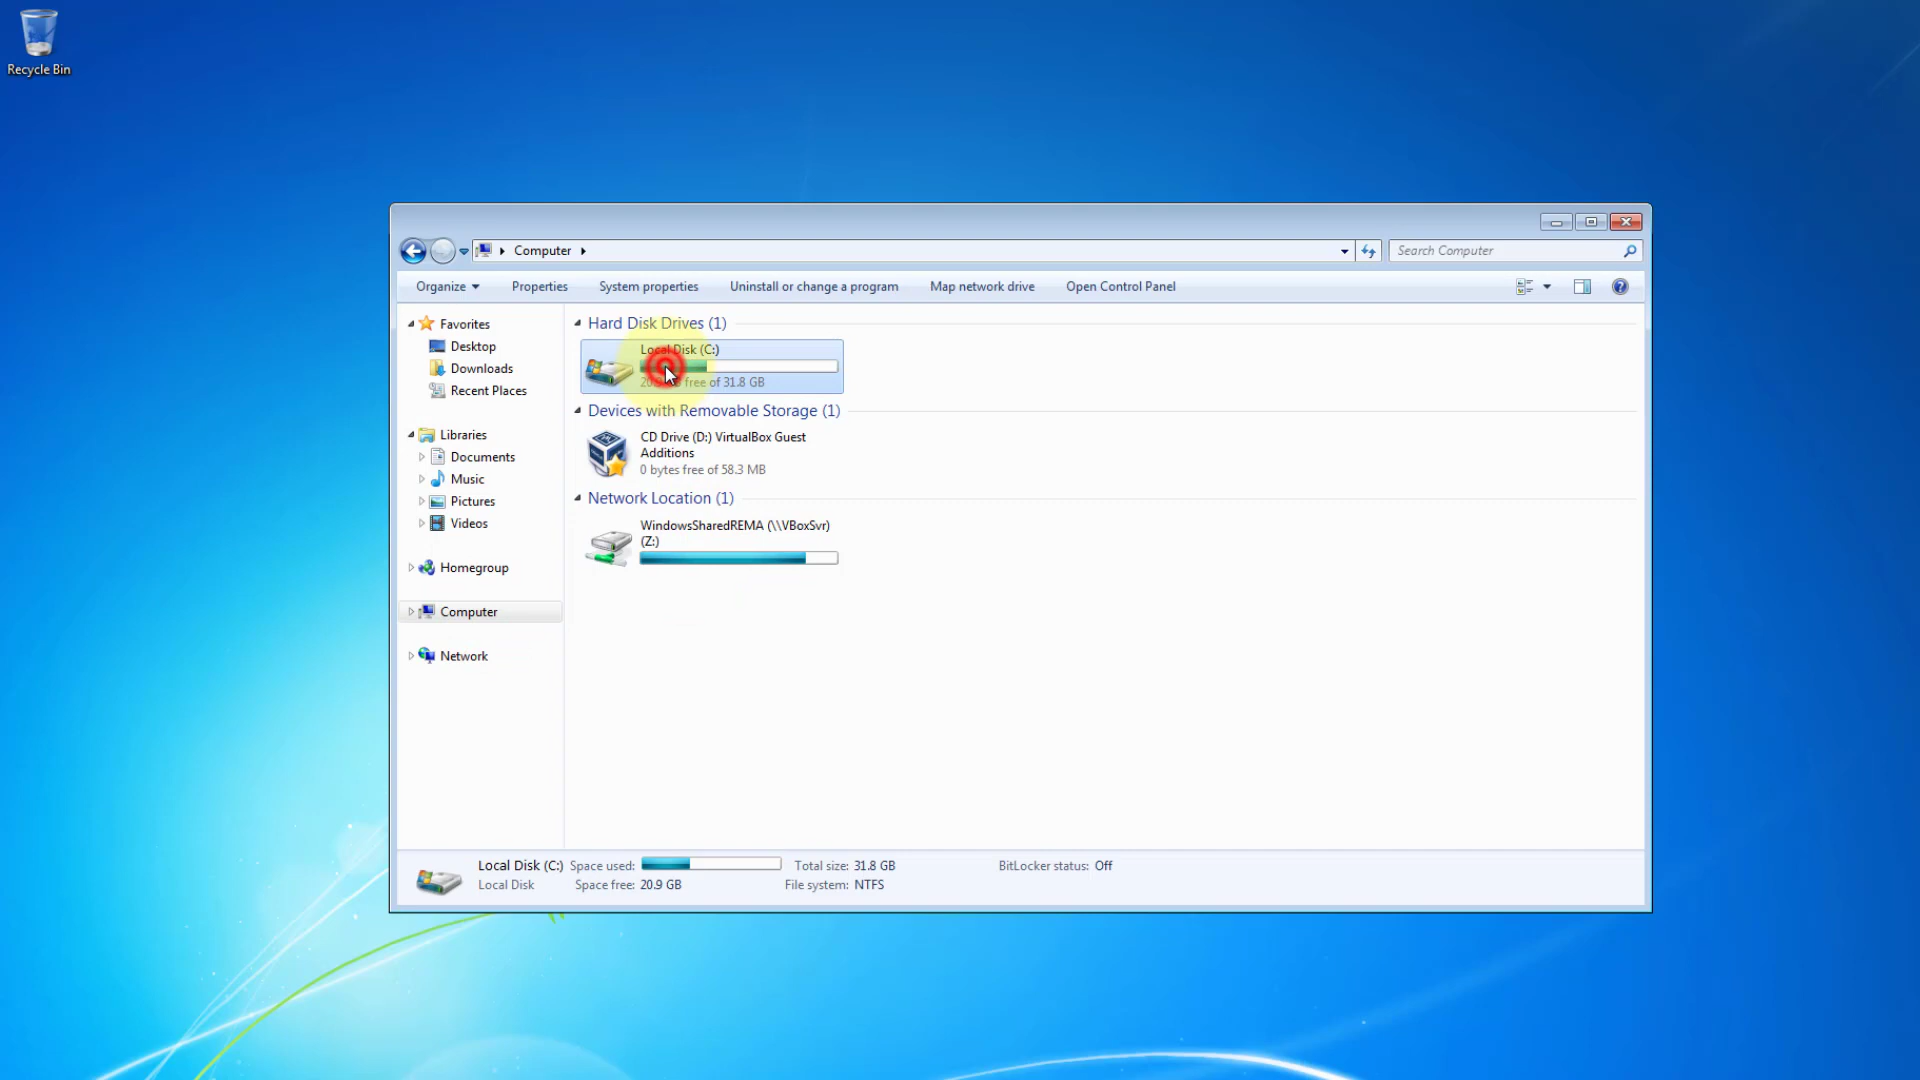 Recycle Bin
Computer
Search Computer
Organize
Properties
System properties
Uninstall or change a program
Map network drive
Open Control Panel
Favorites
Desktop
Downloads
Recent Places
Libraries
Documents
Music
Pictures
Videos
Homegroup
Computer
Network
Hard Disk Drives (1)
Local Disk (C:)
free of 31.8 GB
Devices with Removable Storage (1)
CD Drive (D:) VirtualBox Guest
Additions
0 bytes free of 58.3 MB
Network Location (1)
WindowsSharedREMA (\\VBoxSvr)
(Z:)
Local Disk (C:) Space used: Total size: 31.8 GB BitLocker status: Off
Local Disk Space free: 20.9 GB File system: NTFS